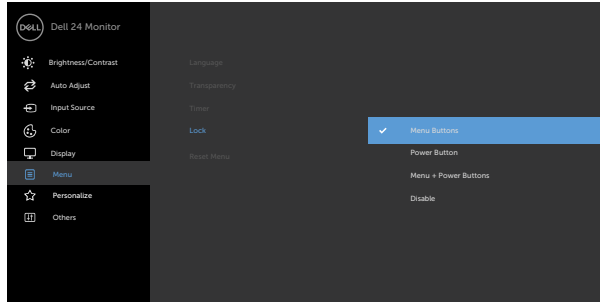 DELL Dell 24 Monitor
Brightness/Contrast
Auto Adjust
Input Source
Color
Display
Menu
Personalize
Others
Language
Transparency
Timer
Lock
Reset Menu
Menu Buttons
Power Button
Menu + Power Buttons
Disable